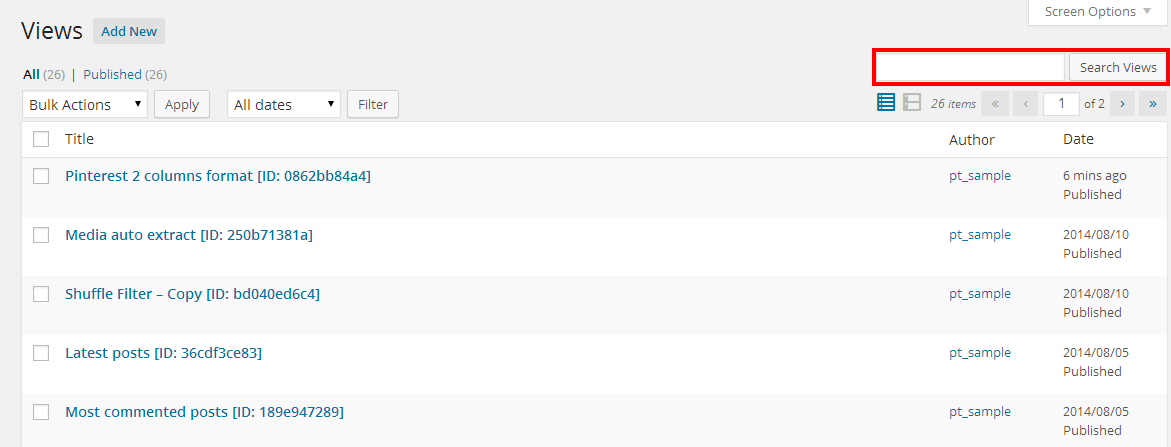 Screen Options
Views Add New
All (26) | Published (26)
Search Views
Bulk Actions Apply All dates Filter 26 items « ‹ 1 of 2 › »
Title Author Date
Pinterest 2 columns format [ID: 0862bb84a4] pt_sample 6 mins ago
Published
Media auto extract [ID: 250b71381a] pt_sample 2014/08/10
Published
Shuffle Filter – Copy [ID: bd040ed6c4] pt_sample 2014/08/10
Published
Latest posts [ID: 36cdf3ce83] pt_sample 2014/08/05
Published
Most commented posts [ID: 189e947289] pt_sample 2014/08/05
Published